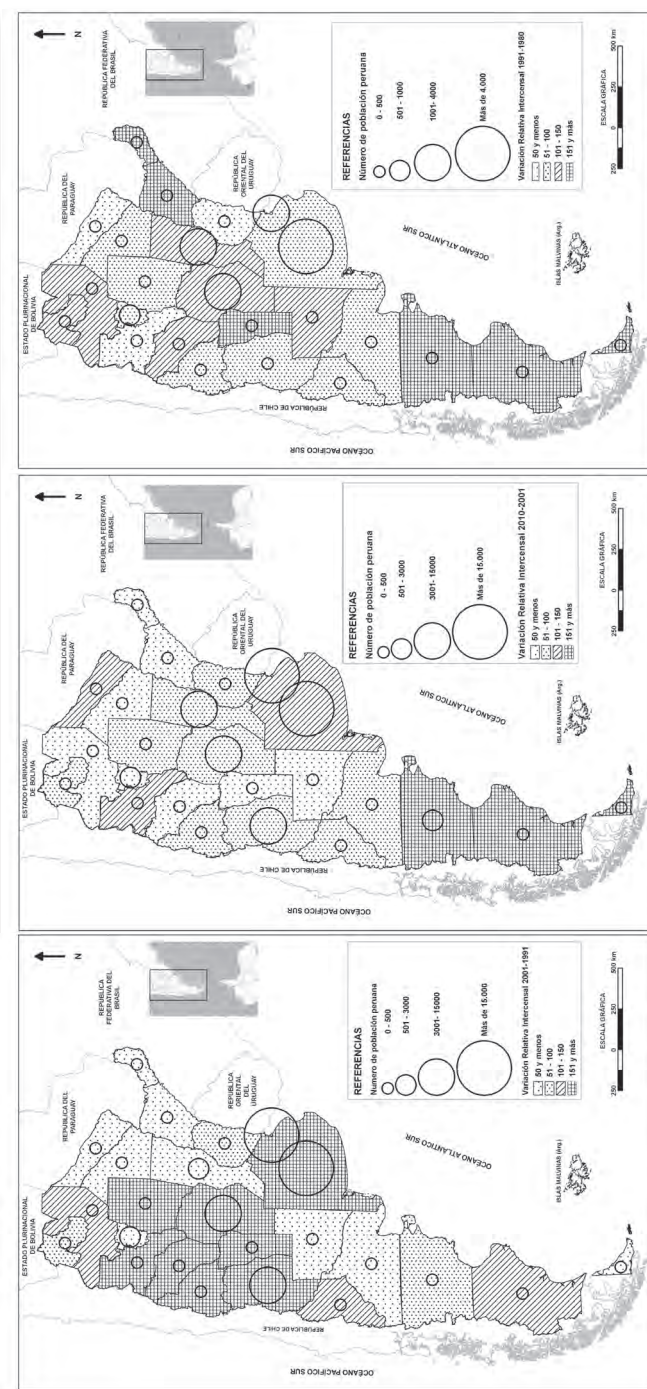 N
REPÚBLICA FEDERATIVA
DEL BRASIL
REPÚBLICA DEL
PARAGUAY
ESTADO PLURINACIONAL
DE BOLIVIA
REPÚBLICA
ORIENTAL DEL
URUGUAY
REPÚBLICA DE CHILE
OCÉANO PACÍFICO SUR
OCÉANO ATLÁNTICO SUR
ISLAS MALVINAS (Arg.)
REFERENCIAS
Número de población peruana
0 - 500
501 - 1000
1001- 4000
Más de 4.000
Variación Relativa Intercensal 1991-1980
50 y menos
51 - 100
101 - 150
151 y más
ESCALA GRÁFICA
250 0 250 500 km
N
REPÚBLICA FEDERATIVA
DEL BRASIL
REPÚBLICA DEL
PARAGUAY
ESTADO PLURINACIONAL
DE BOLIVIA
REPÚBLICA
ORIENTAL DEL
URUGUAY
REPÚBLICA DE CHILE
OCÉANO PACÍFICO SUR
OCÉANO ATLÁNTICO SUR
ISLAS MALVINAS (Arg.)
REFERENCIAS
Número de población peruana
0 - 500
501 - 3000
3001- 15000
Más de 15.000
Variación Relativa Intercensal 2010-2001
50 y menos
51 - 100
101 - 150
151 y más
ESCALA GRÁFICA
250 0 250 500 km
N
REPÚBLICA
FEDERATIVA DEL
BRASIL
REPÚBLICA DEL
PARAGUAY
ESTADO PLURINACIONAL
DE BOLIVIA
REPÚBLICA
ORIENTAL
DEL
URUGUAY
REPÚBLICA DE CHILE
OCÉANO PACÍFICO SUR
OCÉANO ATLÁNTICO SUR
ISLAS MALVINAS (Arg.)
REFERENCIAS
Numero de población peruana
0 - 500
501 - 3000
3001- 15000
Más de 15.000
Variación Relativa Intercensal 2001-1991
50 y menos
51 - 100
101 - 150
151 y más
ESCALA GRÁFICA
250 0 250 500 km